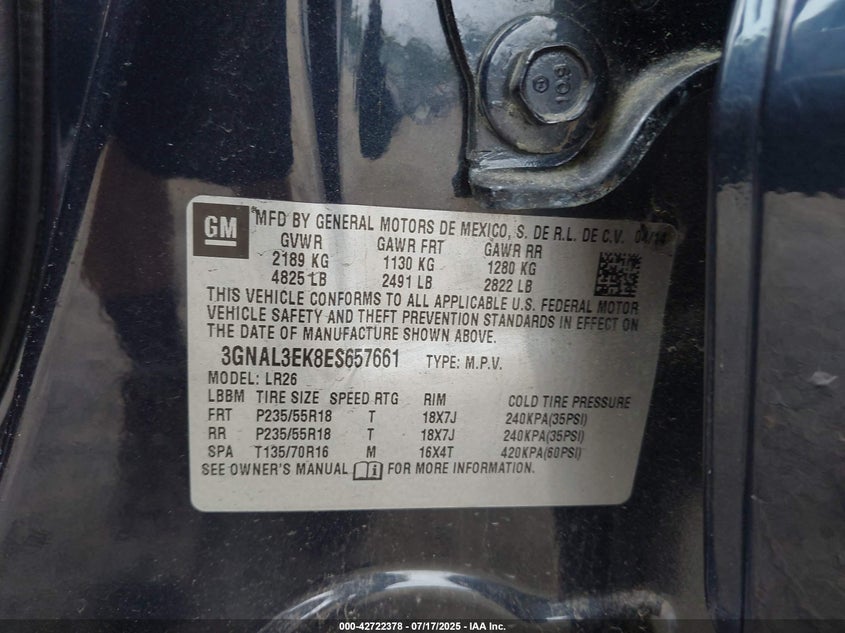 BOI
GM
MFD BY GENERAL MOTORS DE MEXICO, S. DE R.L. DE C.V. 04/14
GVWR GAWR FRT GAWR RR
2189 KG 1130 KG 1280 KG
4825 LB 2491 LB 2822 LB
THIS VEHICLE CONFORMS TO ALL APPLICABLE U.S. FEDERAL MOTOR
VEHICLE SAFETY AND THEFT PREVENTION STANDARDS IN EFFECT ON
THE DATE OF MANUFACTURE SHOWN ABOVE.
3GNAL3EK8ES657661 TYPE: M.P.V.
MODEL: LR26
LBBM TIRE SIZE SPEED RTG RIM COLD TIRE PRESSURE
FRT P235/55R18 T 18X7J 240KPA(35PSI)
RR P235/55R18 T 18X7J 240KPA(35PSI)
SPA T135/70R16 M 16X4T 420KPA(60PSI)
SEE OWNER'S MANUAL FOR MORE INFORMATION.
000-42722378 - 07/17/2025 - IAA Inc.